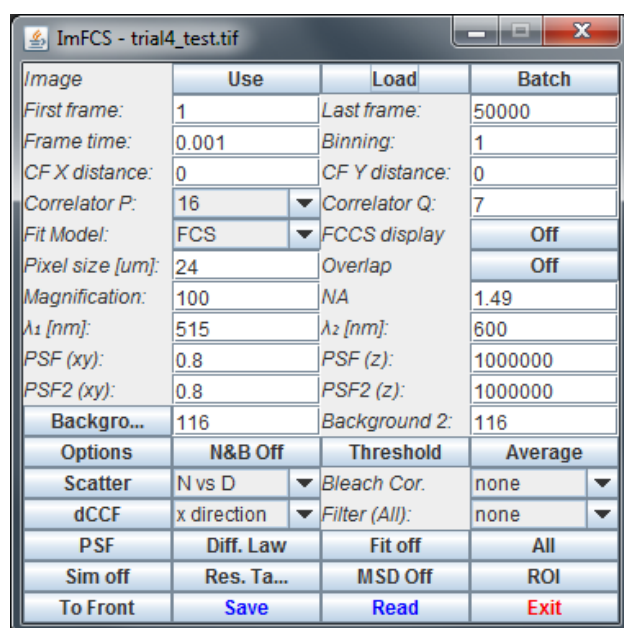 ImFCS - trial4_test.tif
Image Use Load Batch
First frame: 1 Last frame: 50000
Frame time: 0.001 Binning: 1
CF X distance: 0 CF Y distance: 0
Correlator P: 16 Correlator Q: 7
Fit Model: FCS FCCS display Off
Pixel size [um]: 24 Overlap Off
Magnification: 100 NA 1.49
λ₁ [nm]: 515 λ₂ [nm]: 600
PSF (xy): 0.8 PSF (z): 1000000
PSF2 (xy): 0.8 PSF2 (z): 1000000
Backgro... 116 Background 2: 116
Options N&B Off Threshold Average
Scatter N vs D Bleach Cor. none
dCCF x direction Filter (All): none
PSF Diff. Law Fit off All
Sim off Res. Ta... MSD Off ROI
To Front Save Read Exit